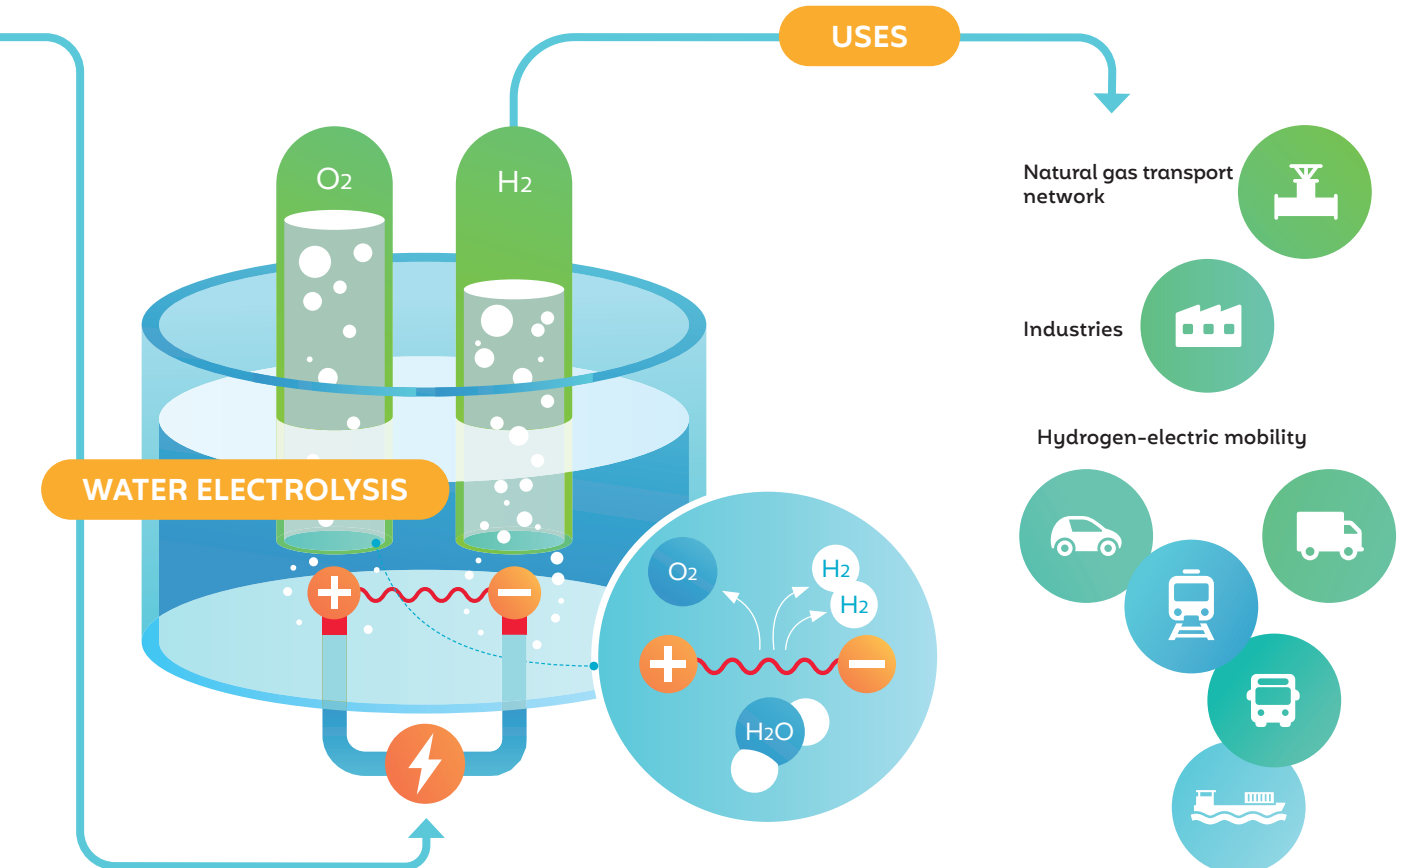 USES
O2
H2
Natural gas transport
network
Industries
Hydrogen-electric mobility
WATER ELECTROLYSIS
O2
H2
H2
H2O